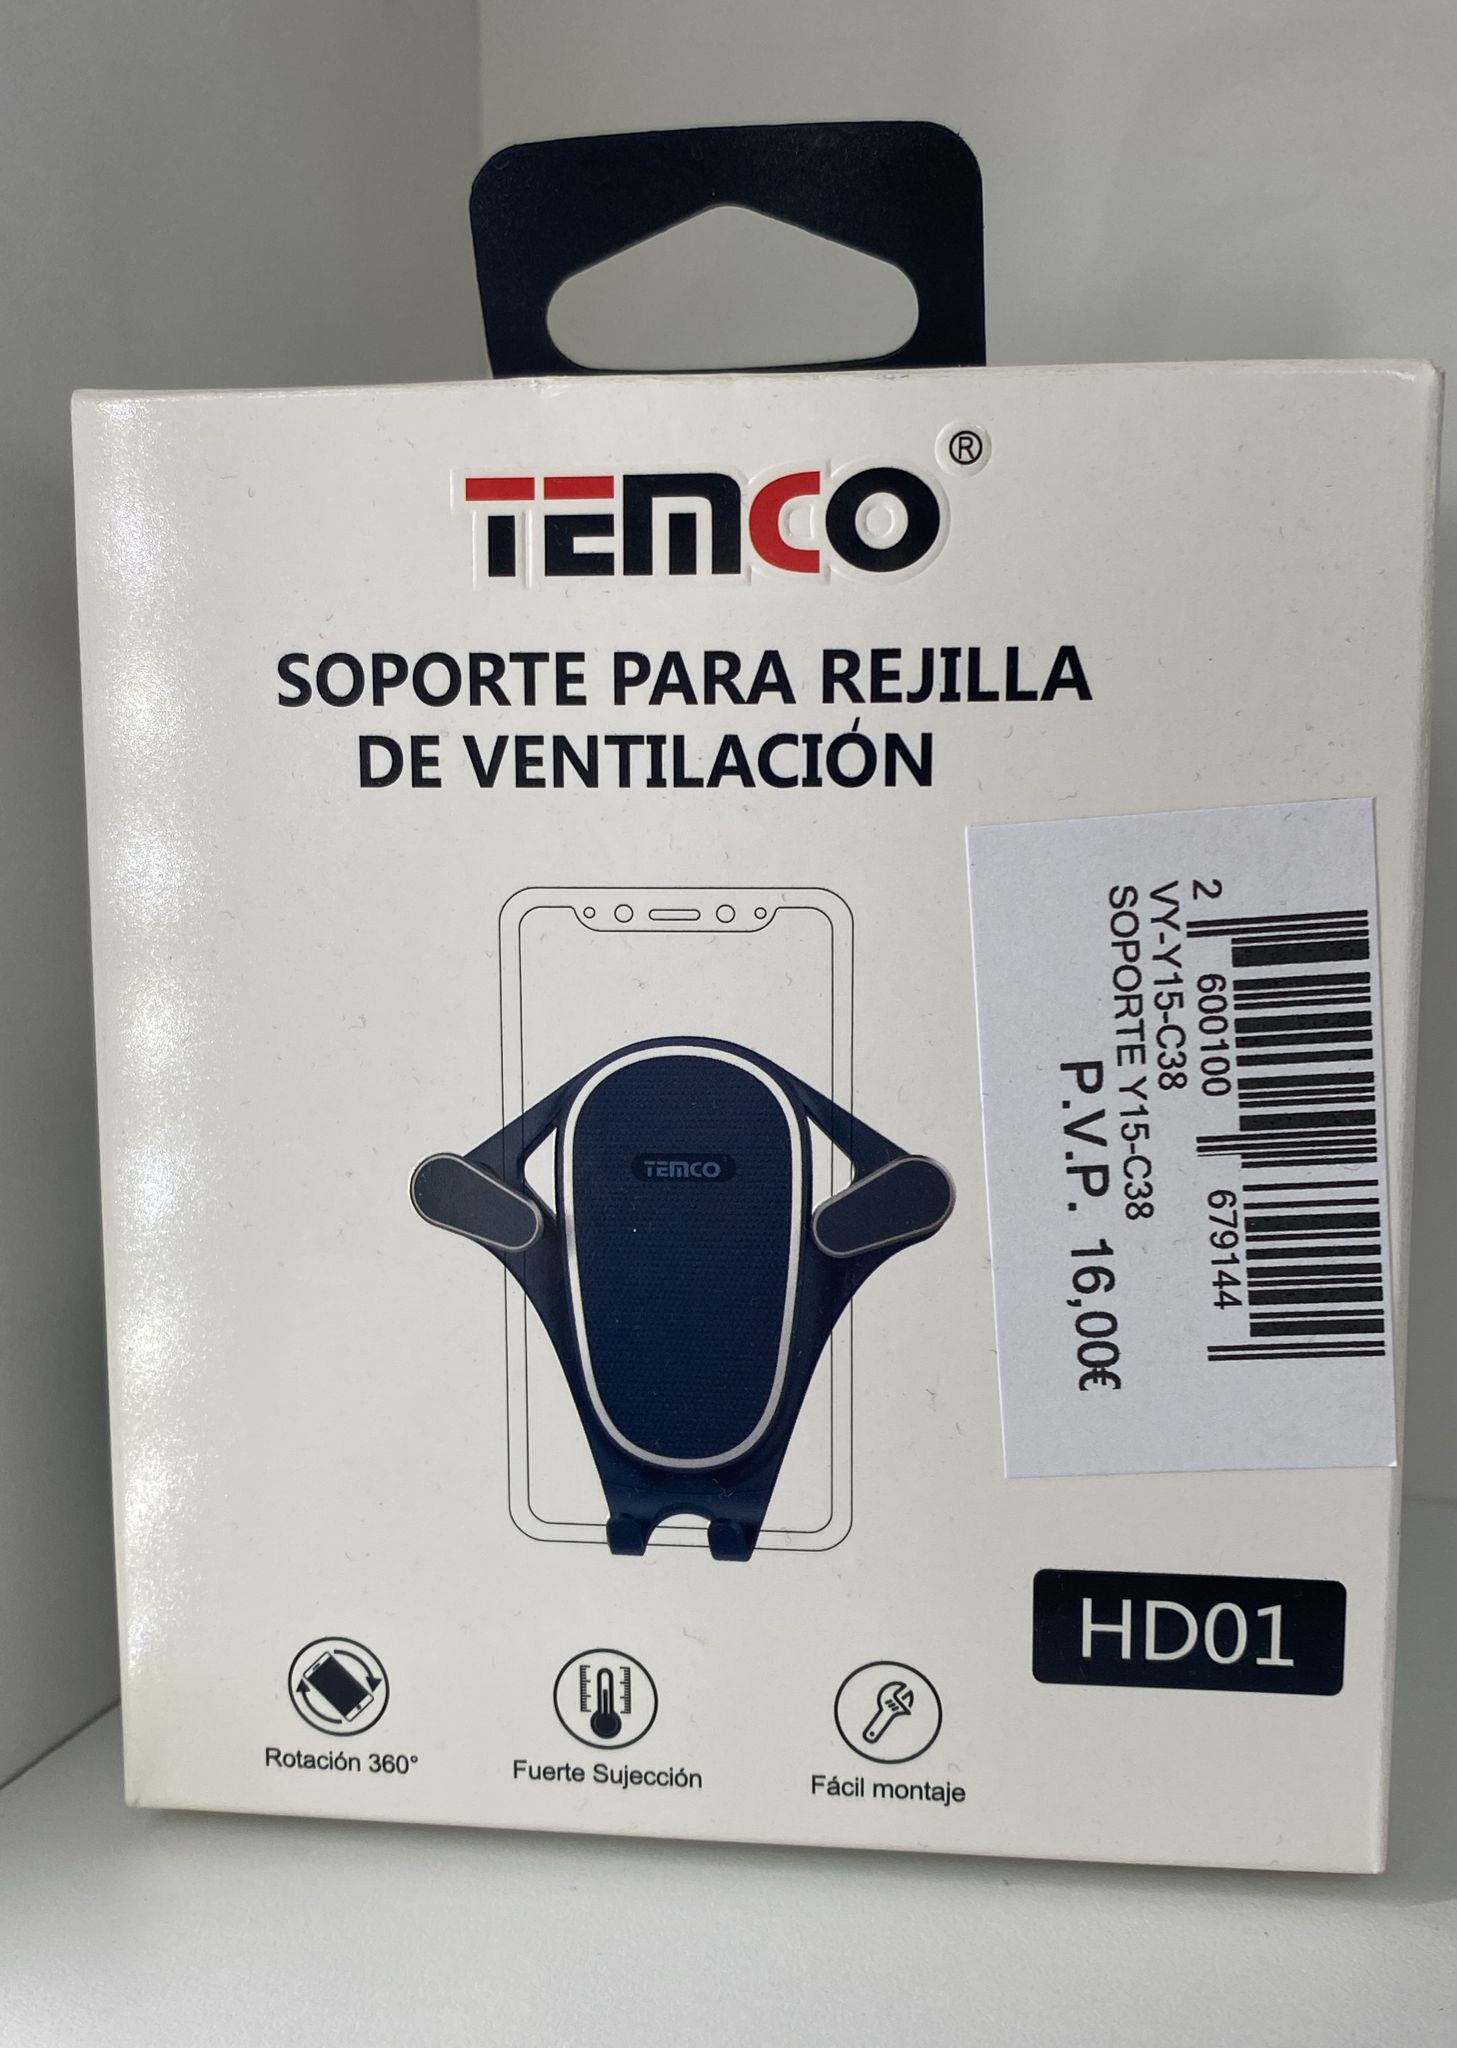 TEMCO®
SOPORTE PARA REJILLA
DE VENTILACIÓN
TEMCO
2 600100 679144
VY-Y15-C38
SOPORTE Y15-C38
P.V.P. 16,00€
HD01
Rotación 360°
Fuerte Sujección
Fácil montaje